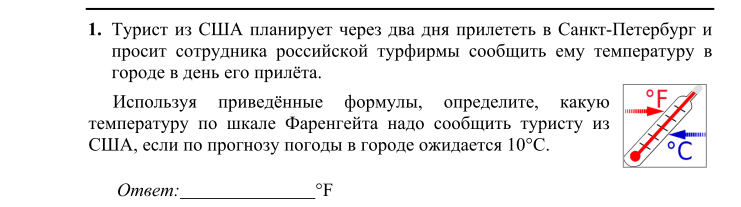 1. Турист из США планирует через два дня прилететь в Санкт-Петербург и
просит сотрудника российской турфирмы сообщить ему температуру в
городе в день его прилёта.
Используя приведённые формулы, определите, какую
температуру по шкале Фаренгейта надо сообщить туристу из
США, если по прогнозу погоды в городе ожидается 10°С.
°F
°C
Ответ:________________°F